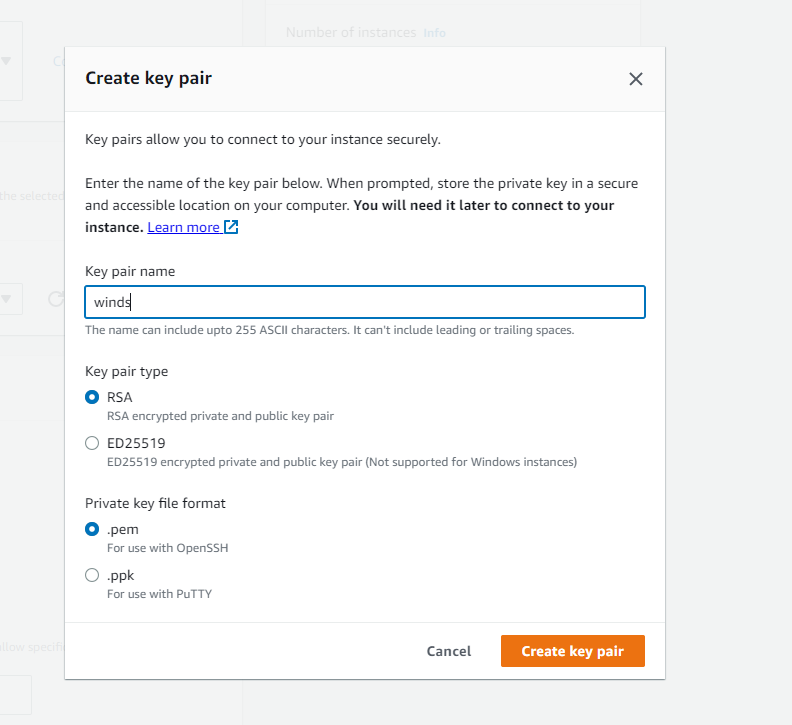 Number of instances Info
Create key pair
Key pairs allow you to connect to your instance securely.
Enter the name of the key pair below. When prompted, store the private key in a secure
and accessible location on your computer. You will need it later to connect to your
instance. Learn more
the selected
Key pair name
winds
The name can include upto 255 ASCII characters. It can't include leading or trailing spaces.
Key pair type
RSA
RSA encrypted private and public key pair
ED25519
ED25519 encrypted private and public key pair (Not supported for Windows instances)
Private key file format
.pem
For use with OpenSSH
.ppk
For use with PuTTY
Cancel
Create key pair